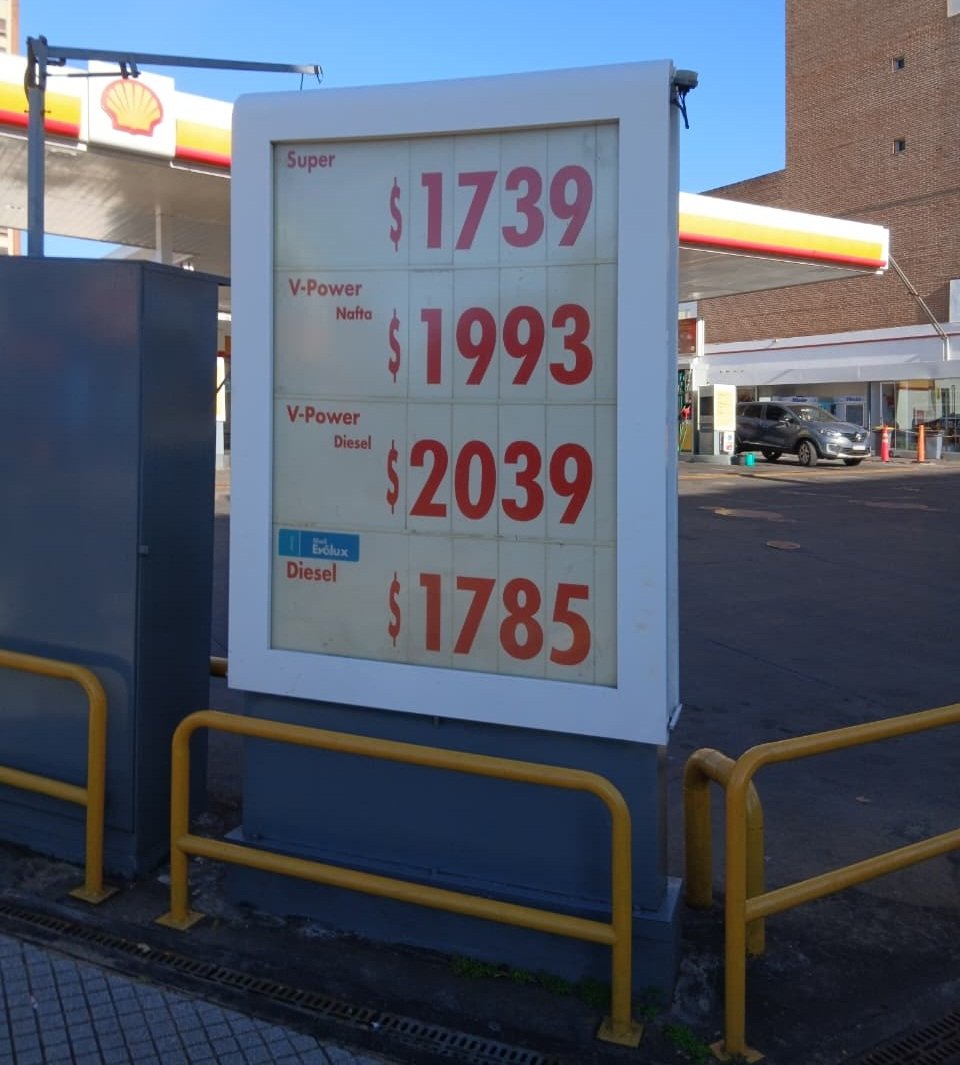 Super
$ 1739
V-Power
Nafta
$ 1993
V-Power
Diesel
$ 2039
Shell
Evolux
Diesel
$ 1785